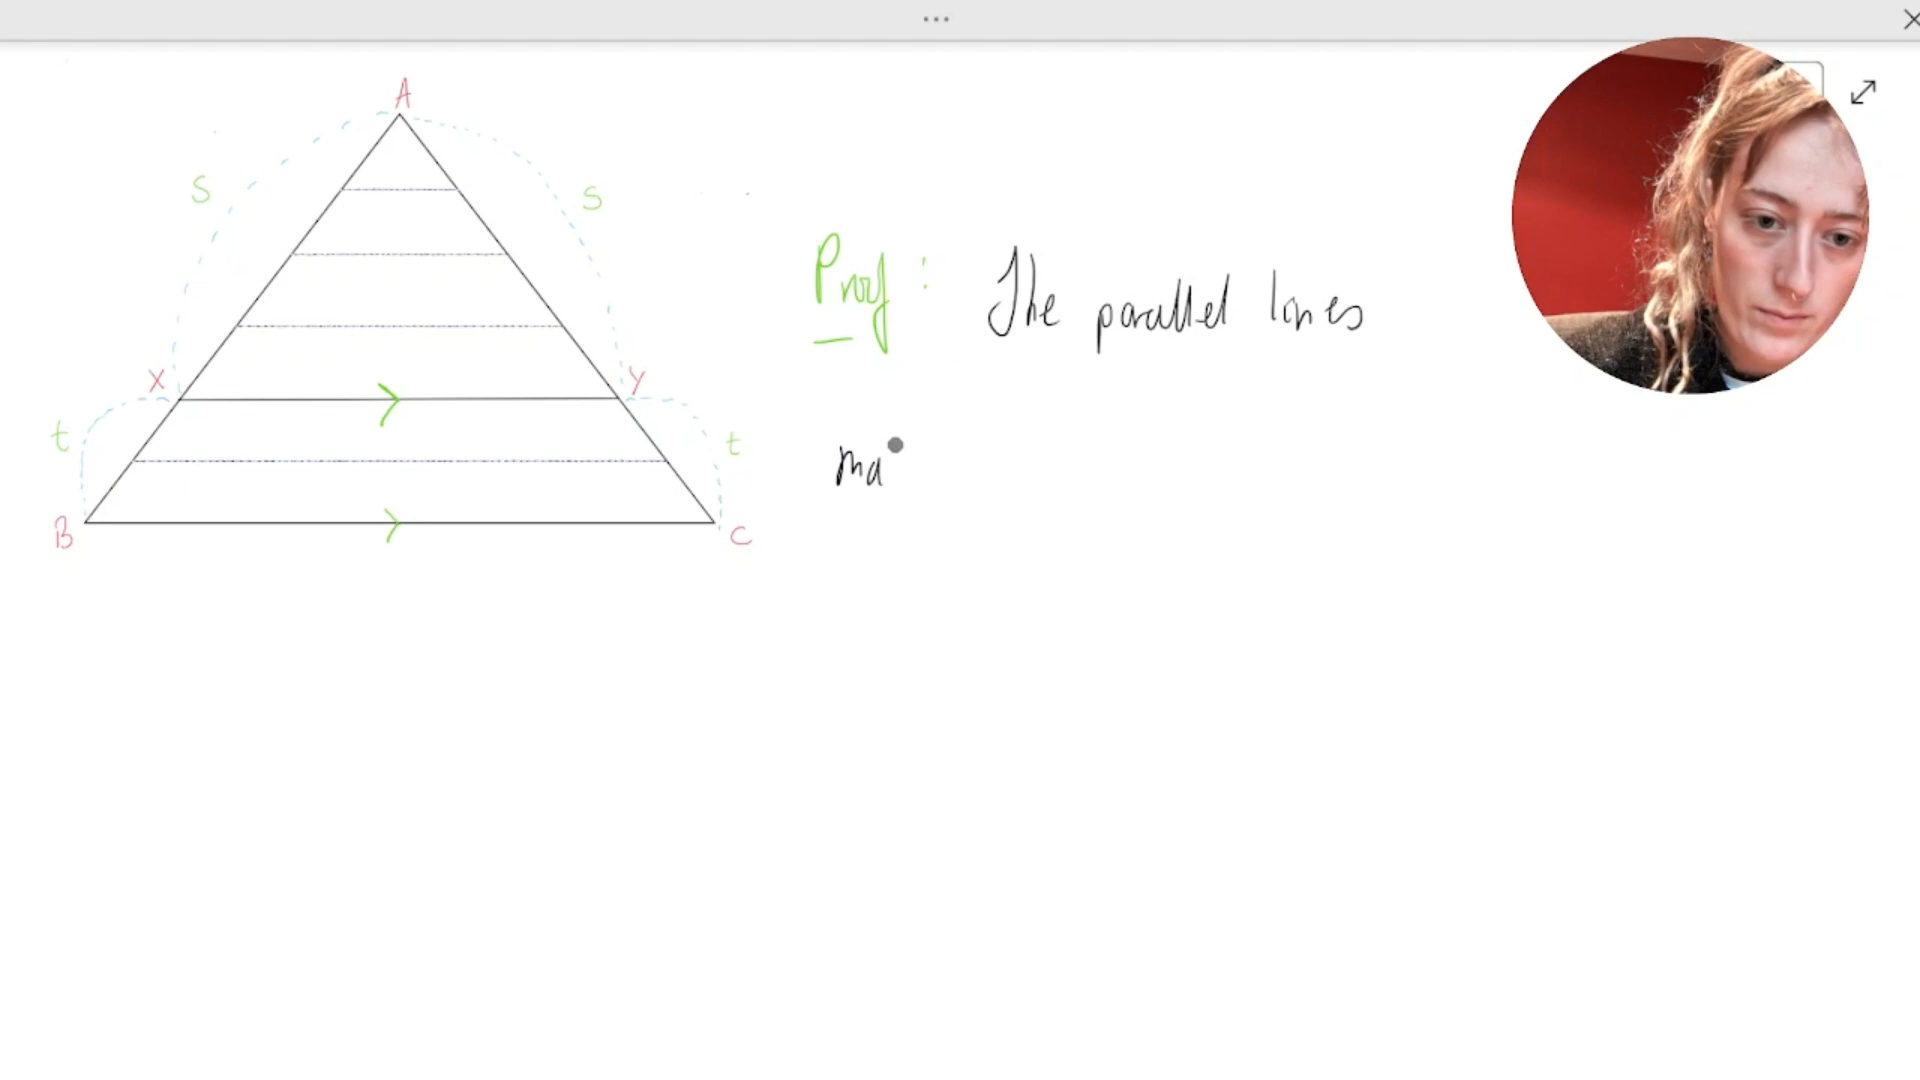 A
S S
Proof : The parallel lines
X Y
t t
ma
B C